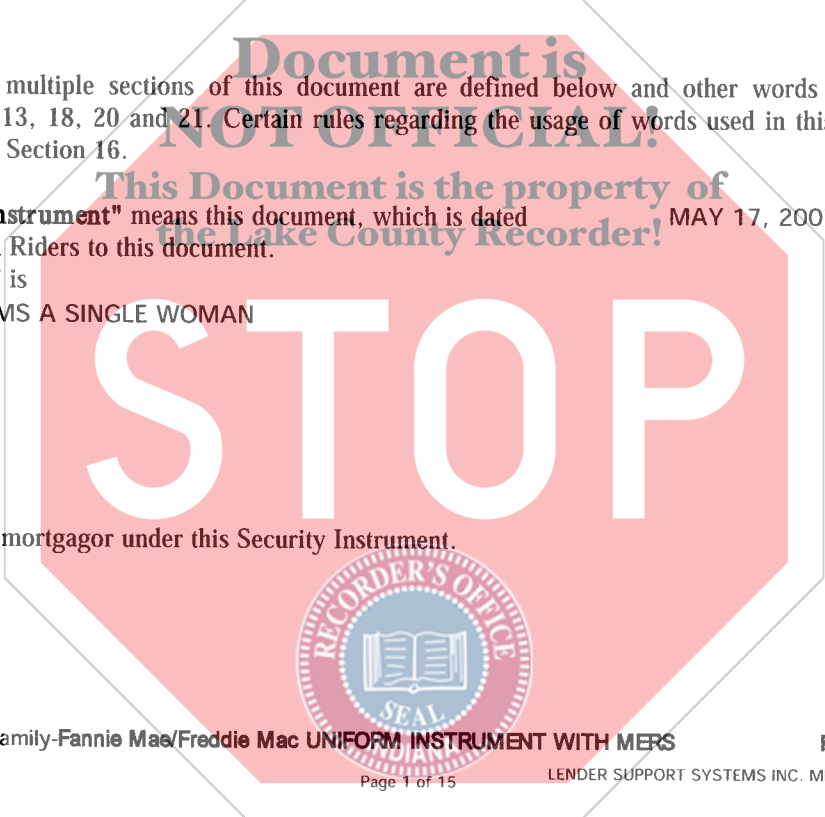 Document is
multiple sections of this document are defined below and other words
13, 18, 20 and 21. Certain rules regarding the usage of words used in this
NOT OFFICIAL!
Section 16.
This Document is the property of
nstrument" means this document, which is dated MAY 17, 200
the Lake County Recorder!
Riders to this document.
is
MS A SINGLE WOMAN
STOP
mortgagor under this Security Instrument.
RECORDER'S OFFICE
SEAL
INDIANA
amily-Fannie Mae/Freddie Mac UNIFORM INSTRUMENT WITH MERS
Page 1 of 15
LENDER SUPPORT SYSTEMS INC. M